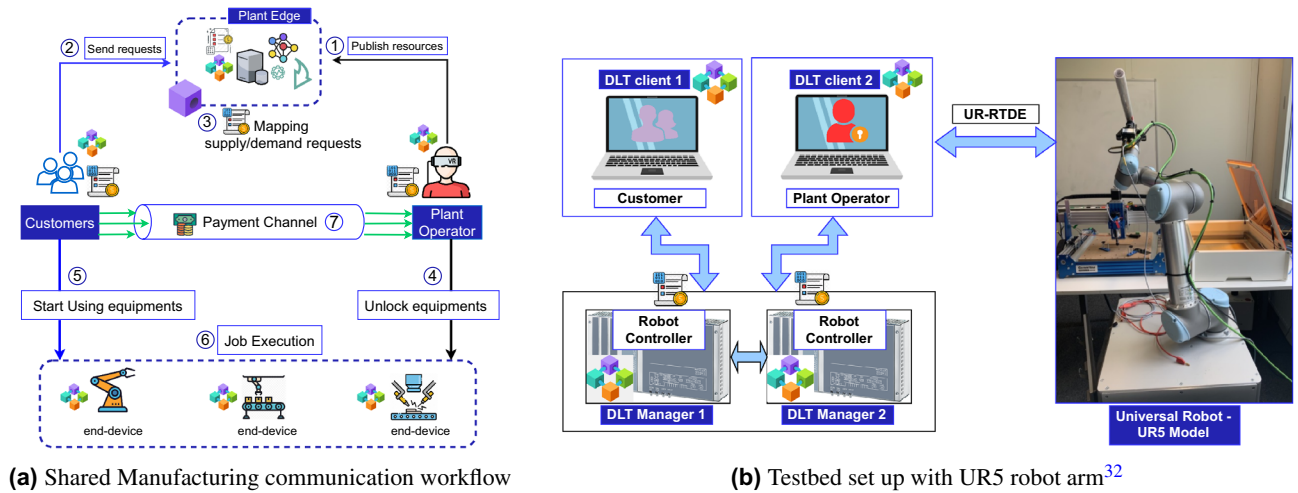 Plant Edge
② Send requests
① Publish resources
③ Mapping
supply/demand requests
VR
Customers
Payment Channel ⑦
Plant
Operator
⑤
Start Using equipments
④
Unlock equipments
⑥ Job Execution
end-device
end-device
end-device
(a) Shared Manufacturing communication workflow
DLT client 1
Customer
DLT client 2
Plant Operator
UR-RTDE
Robot
Controller
DLT Manager 1
Robot
Controller
DLT Manager 2
Universal Robot -
UR5 Model
(b) Testbed set up with UR5 robot arm32